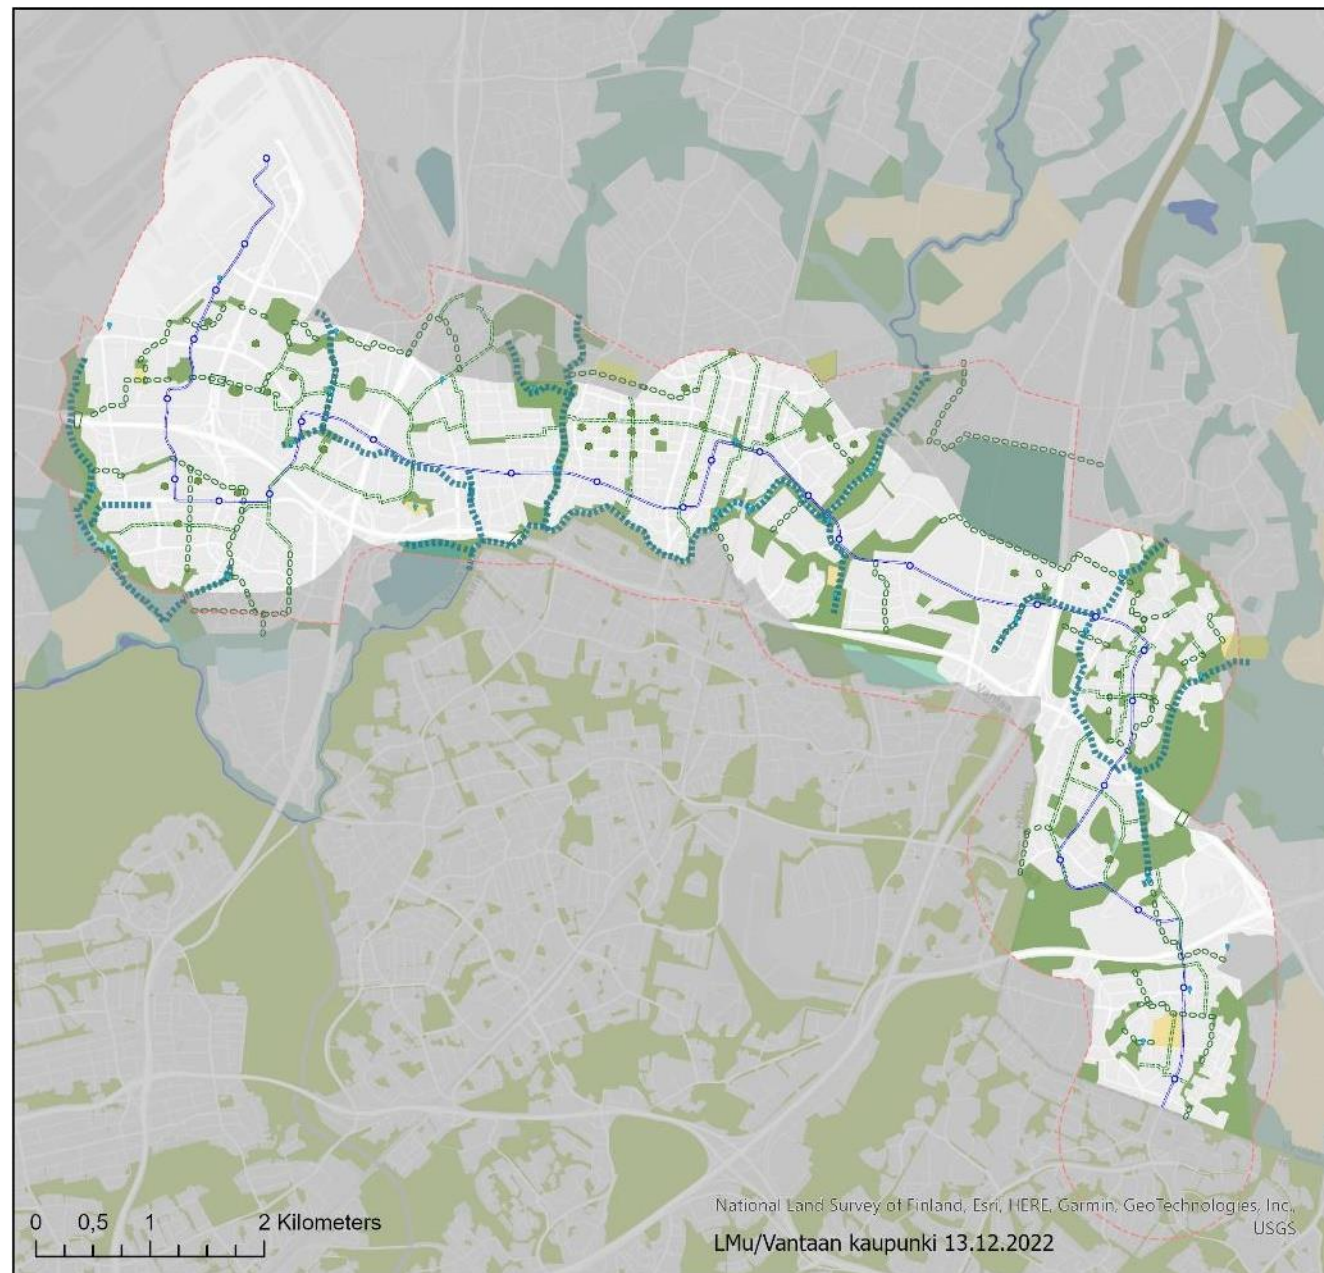 0 0,5 1 2 Kilometers
National Land Survey of Finland, Esri, HERE, Garmin, GeoTechnologies, Inc.,
USGS
LMu/Vantaan kaupunki 13.12.2022